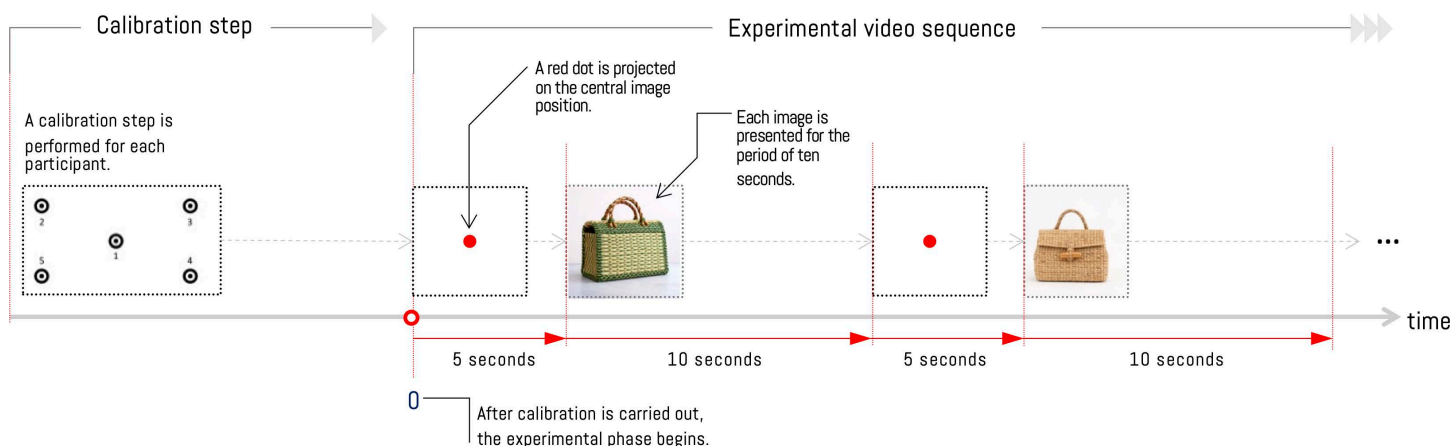 Calibration step
Experimental video sequence
A red dot is projected
on the central image
position.
A calibration step is
performed for each
participant.
Each image is
presented for the
period of ten
seconds.
2
3
1
5
4
...
time
5 seconds
10 seconds
5 seconds
10 seconds
0
After calibration is carried out,
the experimental phase begins.